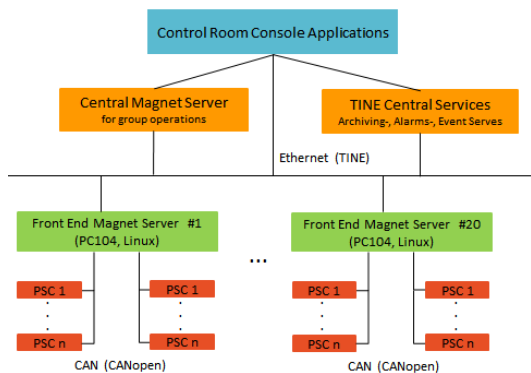 Control Room Console Applications
Central Magnet Server
for group operations
TINE Central Services
Archiving-, Alarms-, Event Serves
Ethernet (TINE)
Front End Magnet Server #1
(PC104, Linux)
...
Front End Magnet Server #20
(PC104, Linux)
PSC 1
PSC 1
PSC 1
PSC 1
PSC n
PSC n
PSC n
PSC n
CAN (CANopen)
CAN (CANopen)